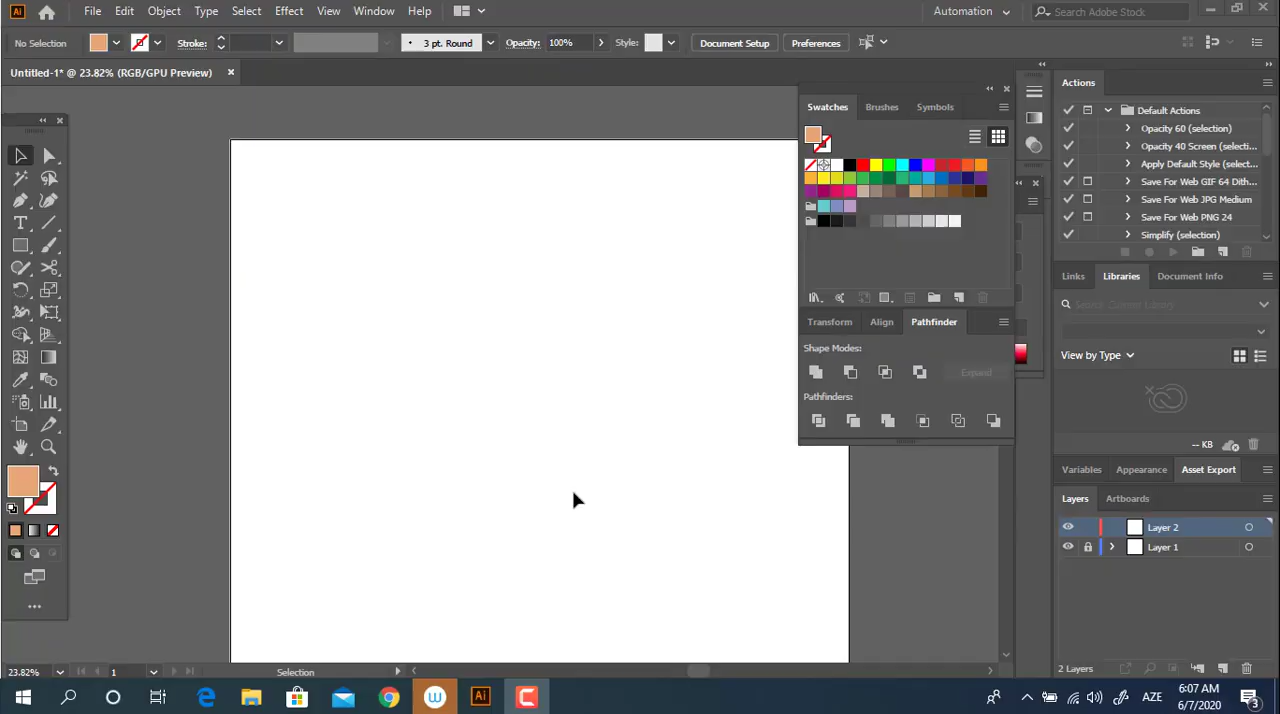 Ai File Edit Object Type Select Effect View Window Help Automation Search Adobe Stock
No Selection Stroke: 3 pt. Round Opacity: 100% Style: Document Setup Preferences
Untitled-1* @ 23.82% (RGB/GPU Preview)
Swatches Brushes Symbols
Transform Align Pathfinder
Shape Modes:
Expand
Pathfinders:
Actions
Default Actions
Opacity 60 (selection)
Opacity 40 Screen (selecti...
Apply Default Style (select...
Save For Web GIF 64 Dith...
Save For Web JPG Medium
Save For Web PNG 24
Simplify (selection)
Links Libraries Document Info
Search Current Library
View by Type
-- KB
Variables Appearance Asset Export
Layers Artboards
Layer 2
Layer 1
2 Layers
23.82% 1 Selection
Ai AZE 6:07 AM
6/7/2020 3